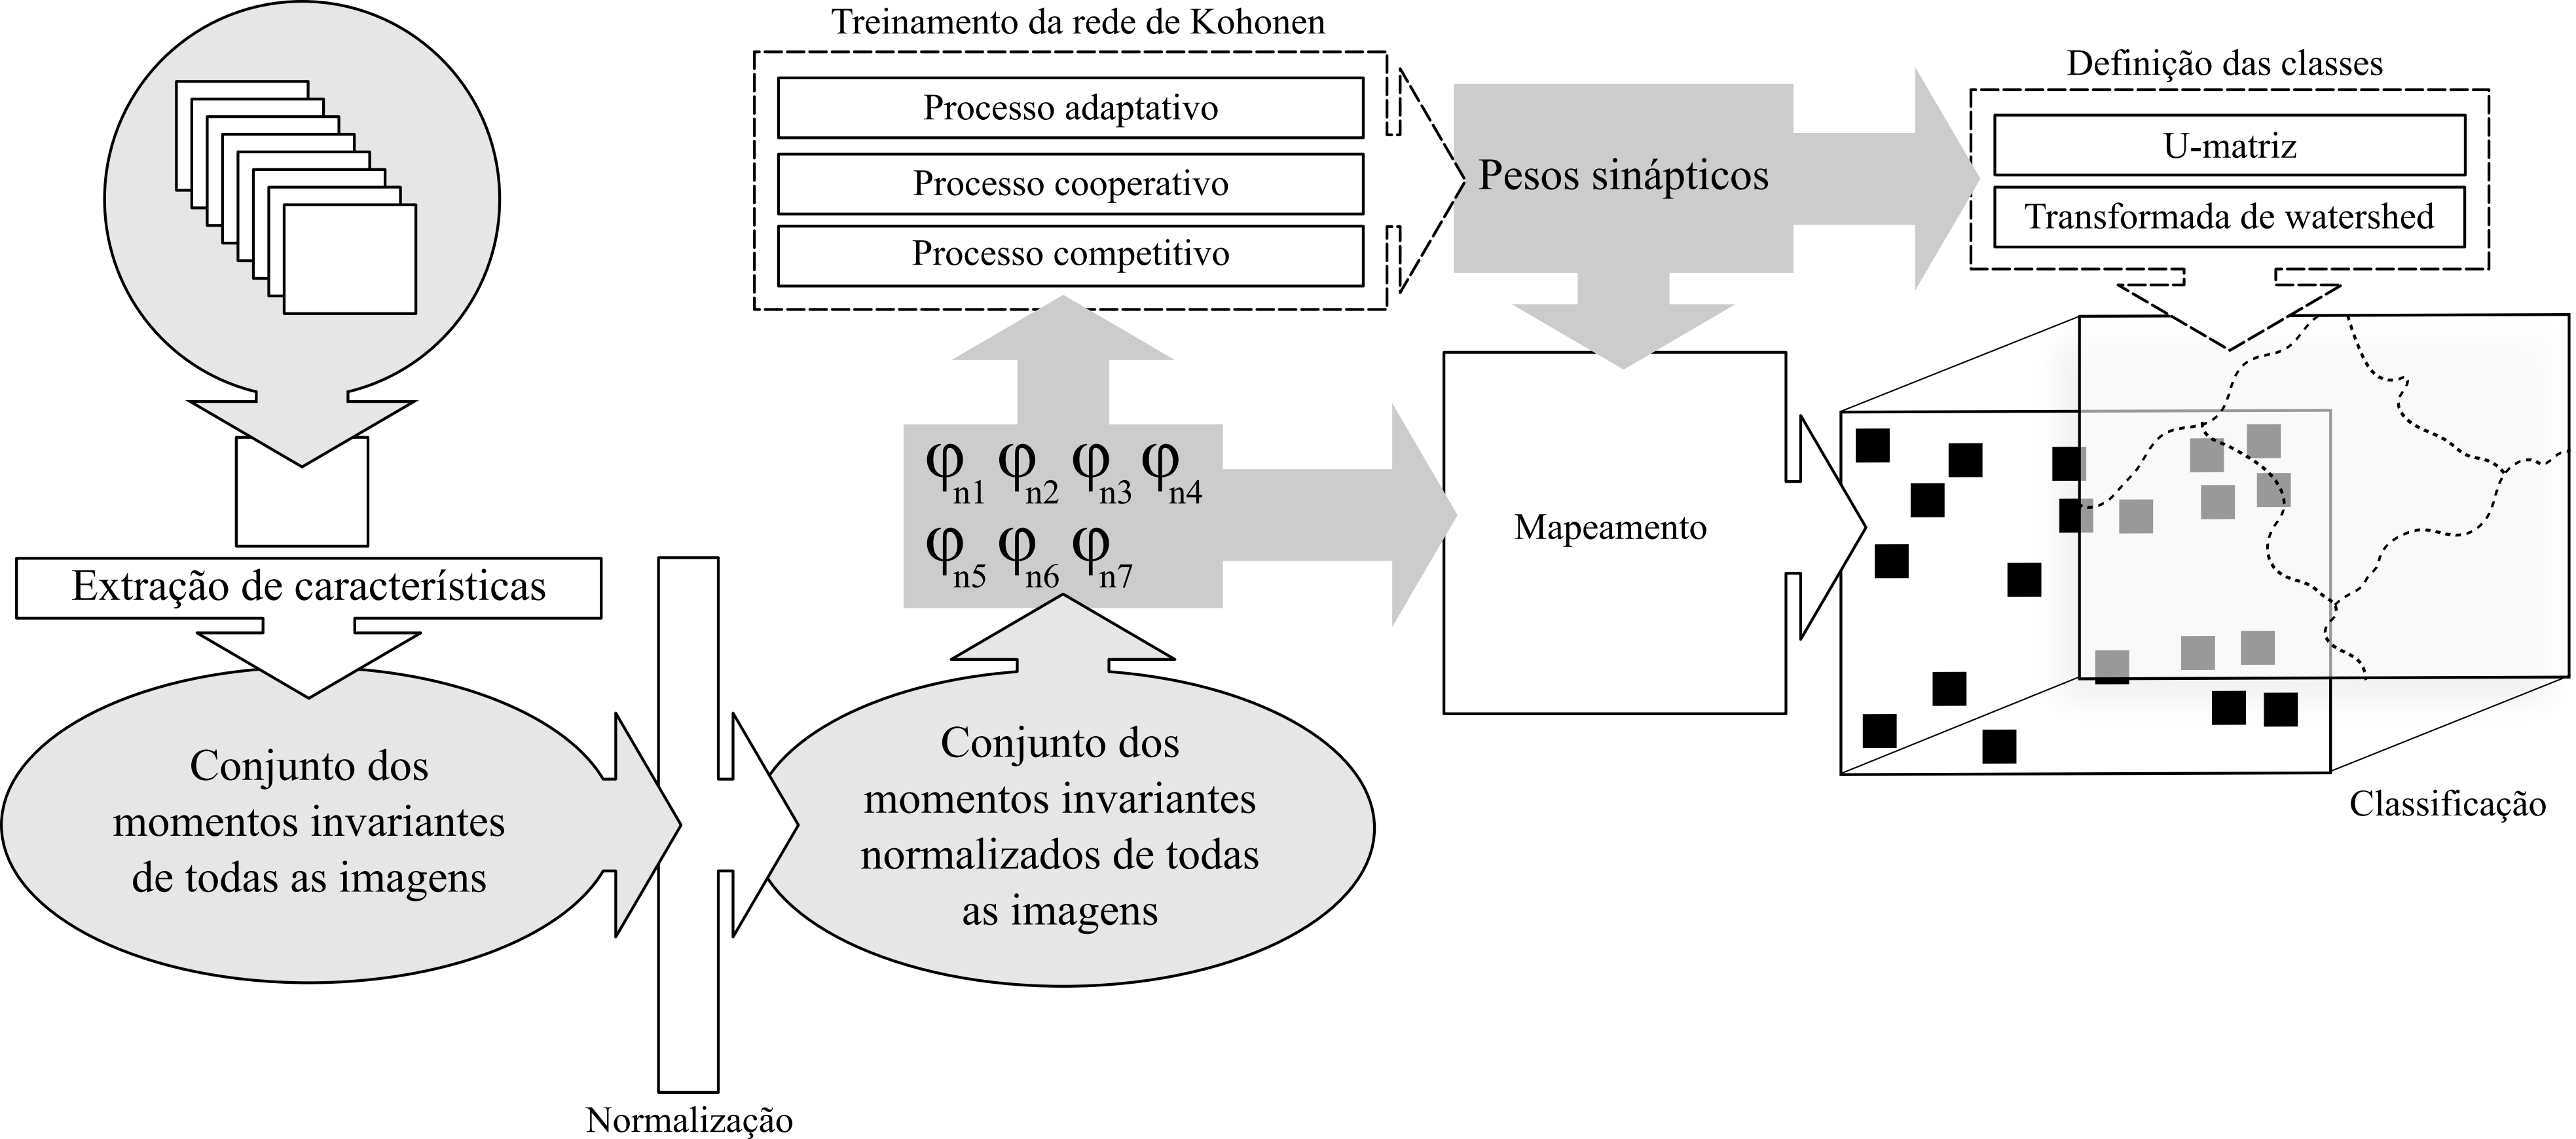 Treinamento da rede de Kohonen
Processo adaptativo
Processo cooperativo
Processo competitivo
Pesos sinápticos
Definição das classes
U-matriz
Transformada de watershed
φn1 φn2 φn3 φn4
φn5 φn6 φn7
Mapeamento
Extração de características
Conjunto dos
momentos invariantes
de todas as imagens
Normalização
Conjunto dos
momentos invariantes
normalizados de todas
as imagens
Classificação